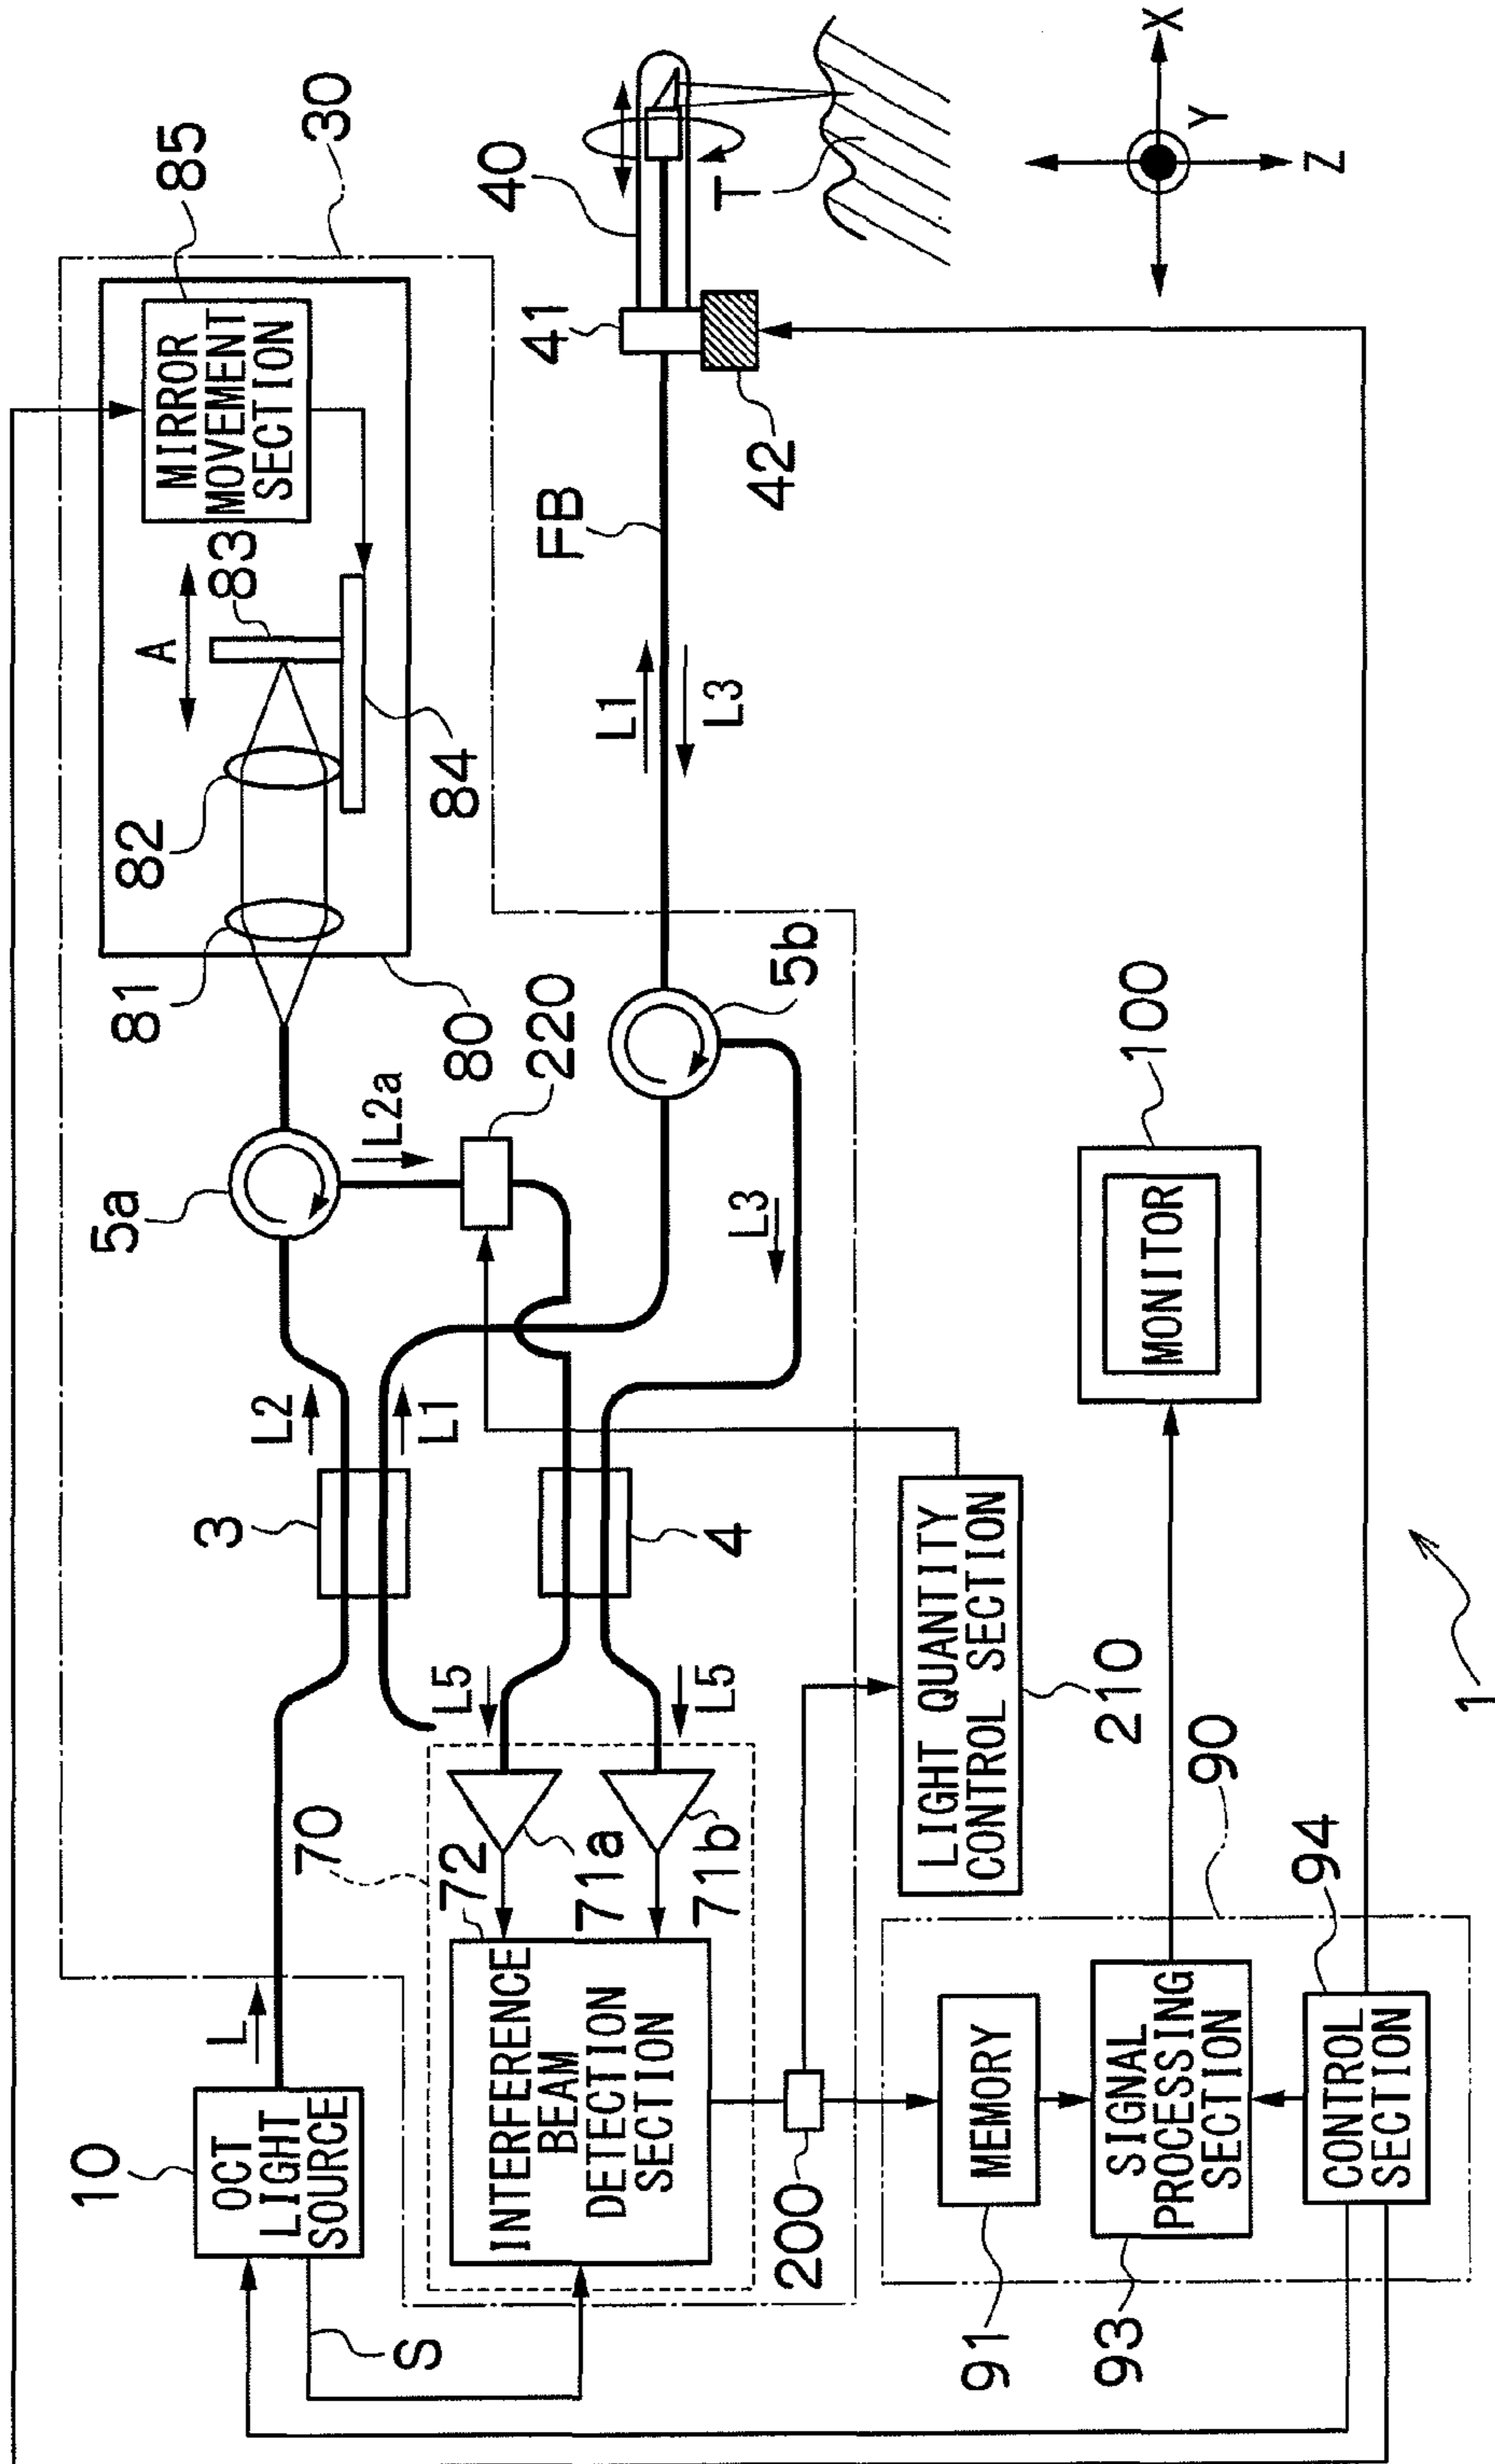 30
85
MIRROR
MOVEMENT
SECTION
A
83
82
81
84
80
5a
L2a
220
L2
L1
3
10
OCT
LIGHT
SOURCE
L
S
40
41
42
T
X
Y
Z
FB
L1
L3
5b
L3
4
L5
L5
70
72
71a
71b
INTERFERENCE
BEAM
DETECTION
SECTION
200
LIGHT QUANTITY
CONTROL SECTION
210
100
MONITOR
90
MEMORY
91
SIGNAL
PROCESSING
SECTION
93
CONTROL
SECTION
94
1